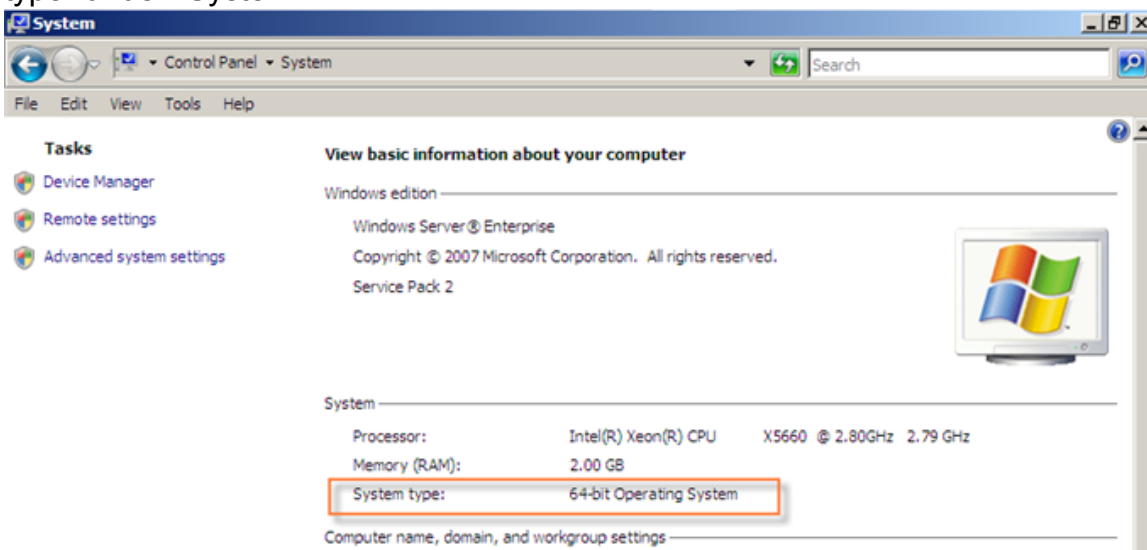 System
Control Panel ▾ System
Search
File Edit View Tools Help
Tasks
Device Manager
Remote settings
Advanced system settings
View basic information about your computer
Windows edition
Windows Server® Enterprise
Copyright © 2007 Microsoft Corporation. All rights reserved.
Service Pack 2
System
Processor: Intel(R) Xeon(R) CPU X5660 @ 2.80GHz 2.79 GHz
Memory (RAM): 2.00 GB
System type: 64-bit Operating System
Computer name, domain, and workgroup settings